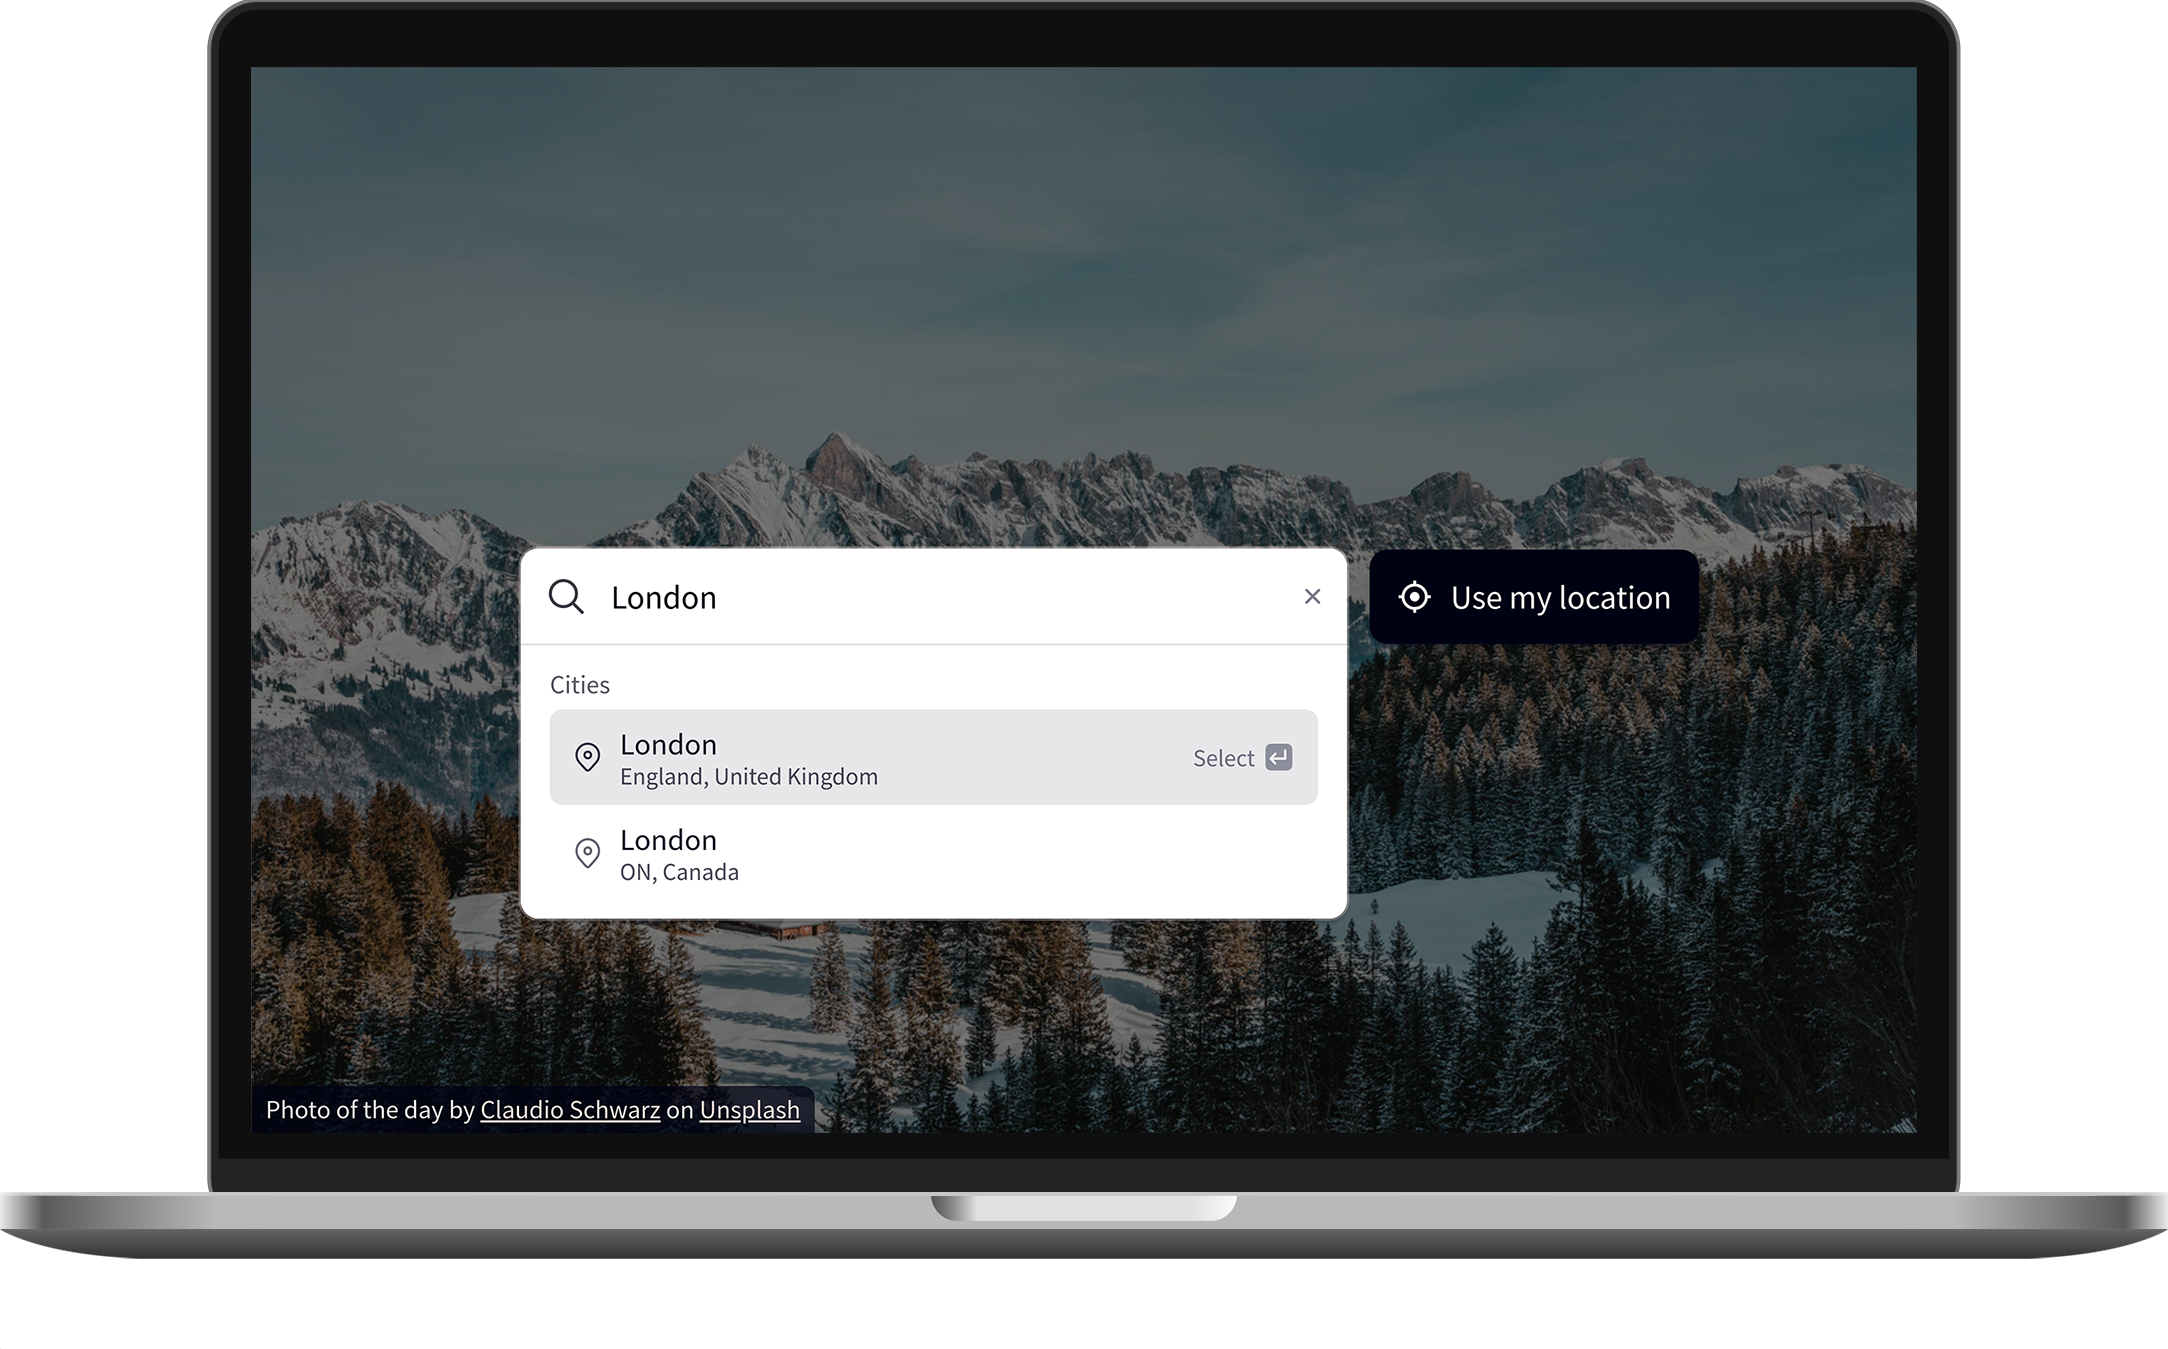 London
Use my location
Cities
London
England, United Kingdom
Select
London
ON, Canada
Photo of the day by Claudio Schwarz on Unsplash